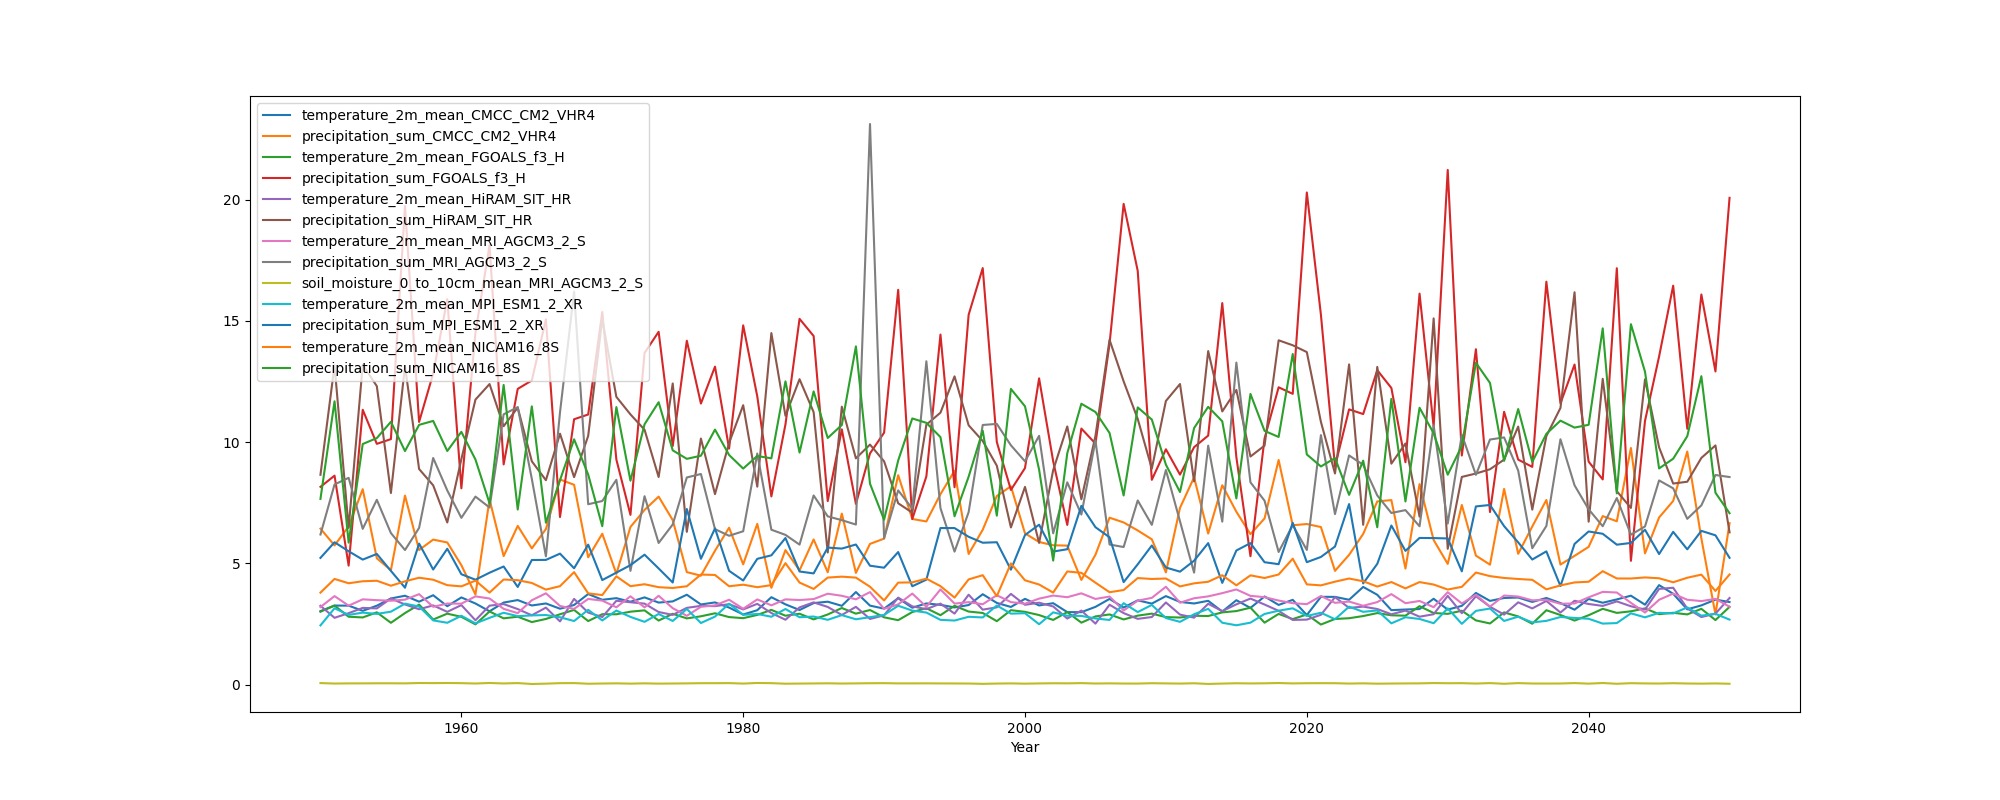 temperature_2m_mean_CMCC_CM2_VHR4
precipitation_sum_CMCC_CM2_VHR4
temperature_2m_mean_FGOALS_f3_H
precipitation_sum_FGOALS_f3_H
temperature_2m_mean_HiRAM_SIT_HR
precipitation_sum_HiRAM_SIT_HR
temperature_2m_mean_MRI_AGCM3_2_S
precipitation_sum_MRI_AGCM3_2_S
soil_moisture_0_to_10cm_mean_MRI_AGCM3_2_S
temperature_2m_mean_MPI_ESM1_2_XR
precipitation_sum_MPI_ESM1_2_XR
temperature_2m_mean_NICAM16_8S
precipitation_sum_NICAM16_8S
20
15
10
5
0
1960 1980 2000 2020 2040
Year